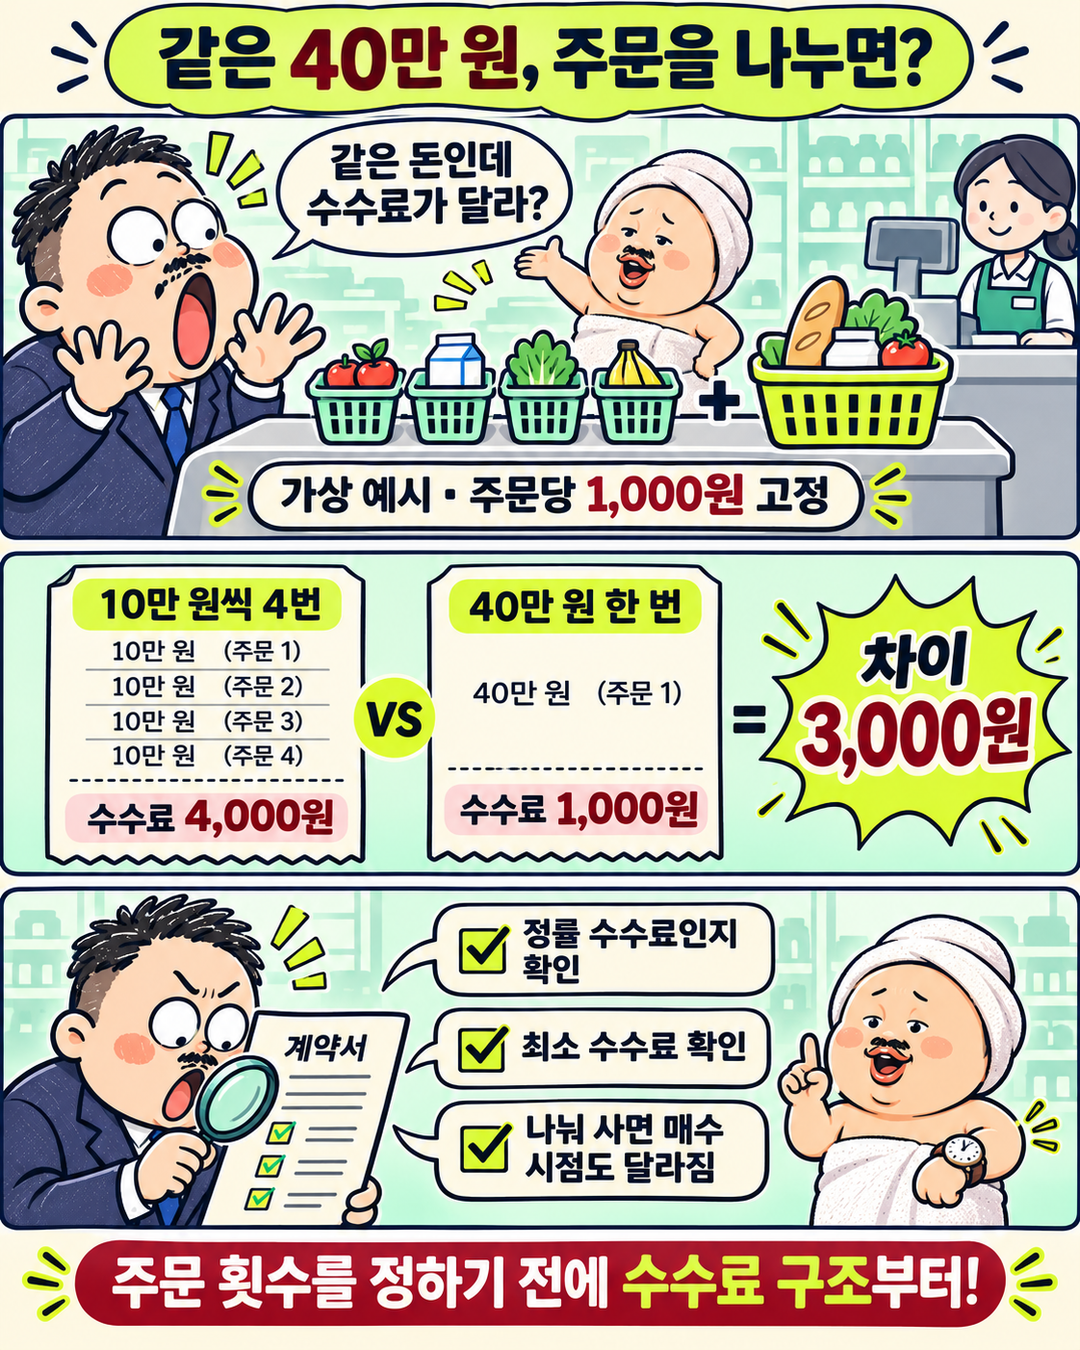 같은 40만 원, 주문을 나누면?
같은 돈인데
수수료가 달라?
+
가상 예시 · 주문당 1,000원 고정
10만 원씩 4번
10만 원 (주문 1)
10만 원 (주문 2)
10만 원 (주문 3)
10만 원 (주문 4)
수수료 4,000원
VS
40만 원 한 번
40만 원 (주문 1)
수수료 1,000원
=
차이
3,000원
계약서
정률 수수료인지
확인
최소 수수료 확인
나눠 사면 매수
시점도 달라짐
주문 횟수를 정하기 전에 수수료 구조부터!